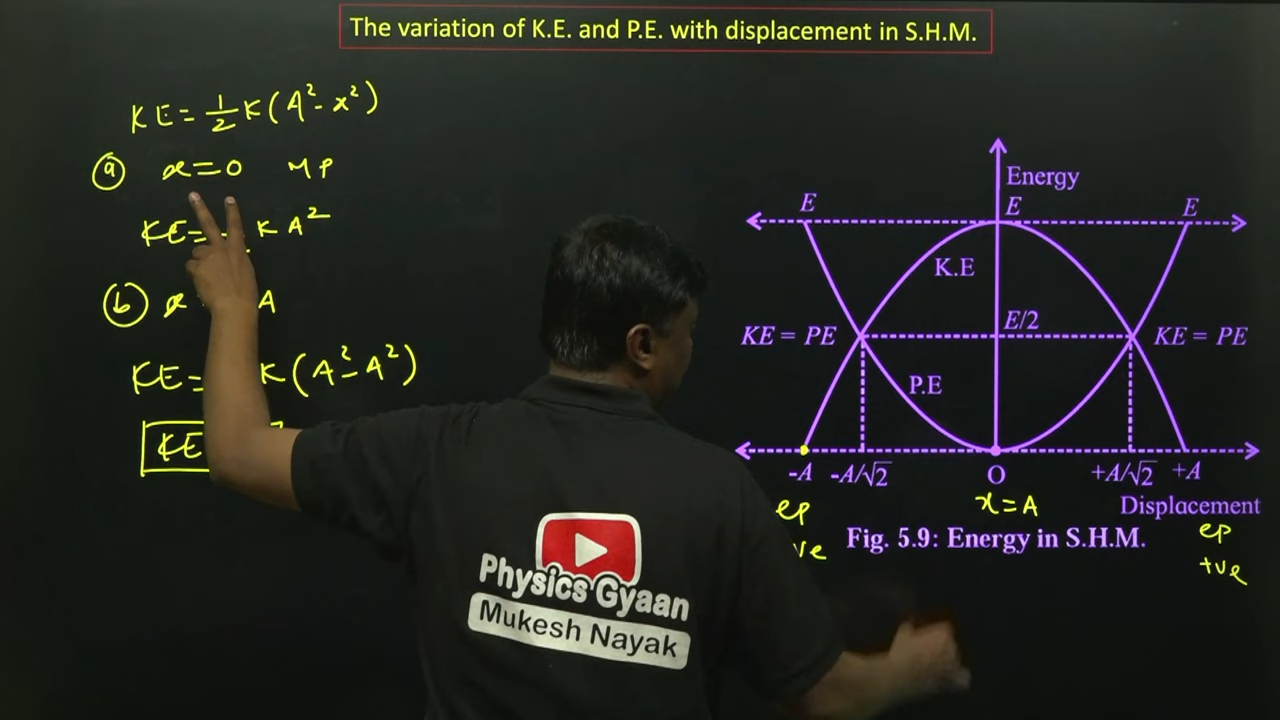 The variation of K.E. and P.E. with displacement in S.H.M.
KE = 1/2 K(A² - x²)
(a) x = 0 MP
KE = K A²
(b) x A
KE = K(A² - A²)
KE
Energy
E E E
K.E
KE = PE E/2 KE = PE
P.E
-A -A/√2 O +A/√2 +A
x = A Displacement
ep ep
ve +ve
Fig. 5.9: Energy in S.H.M.
Physics Gyaan
Mukesh Nayak